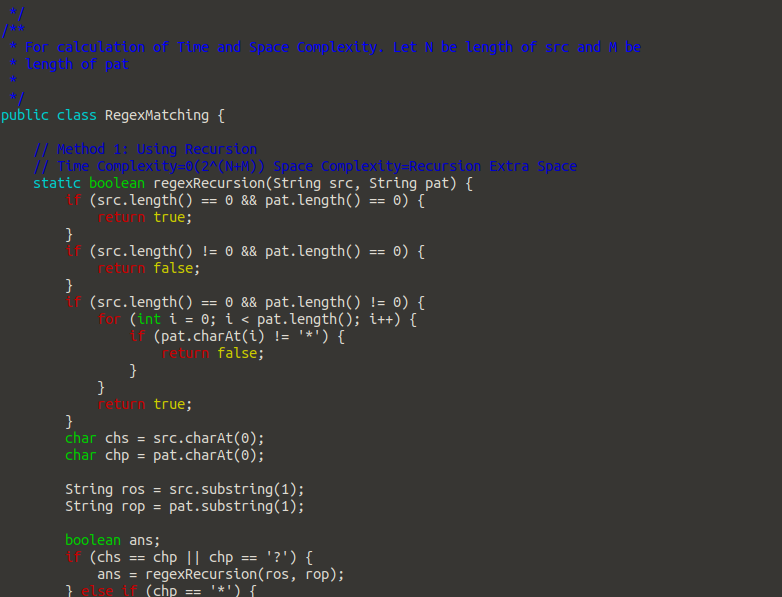 */
/**
 * For calculation of Time and Space Complexity. Let N be length of src and M be
 * length of pat
 *
 */
public class RegexMatching {

    // Method 1: Using Recursion
    // Time Complexity=0(2^(N+M)) Space Complexity=Recursion Extra Space
    static boolean regexRecursion(String src, String pat) {
        if (src.length() == 0 && pat.length() == 0) {
            return true;
        }
        if (src.length() != 0 && pat.length() == 0) {
            return false;
        }
        if (src.length() == 0 && pat.length() != 0) {
            for (int i = 0; i < pat.length(); i++) {
                if (pat.charAt(i) != '*') {
                    return false;
                }
            }
            return true;
        }
        char chs = src.charAt(0);
        char chp = pat.charAt(0);

        String ros = src.substring(1);
        String rop = pat.substring(1);

        boolean ans;
        if (chs == chp || chp == '?') {
            ans = regexRecursion(ros, rop);
        } else if (chp == '*') {